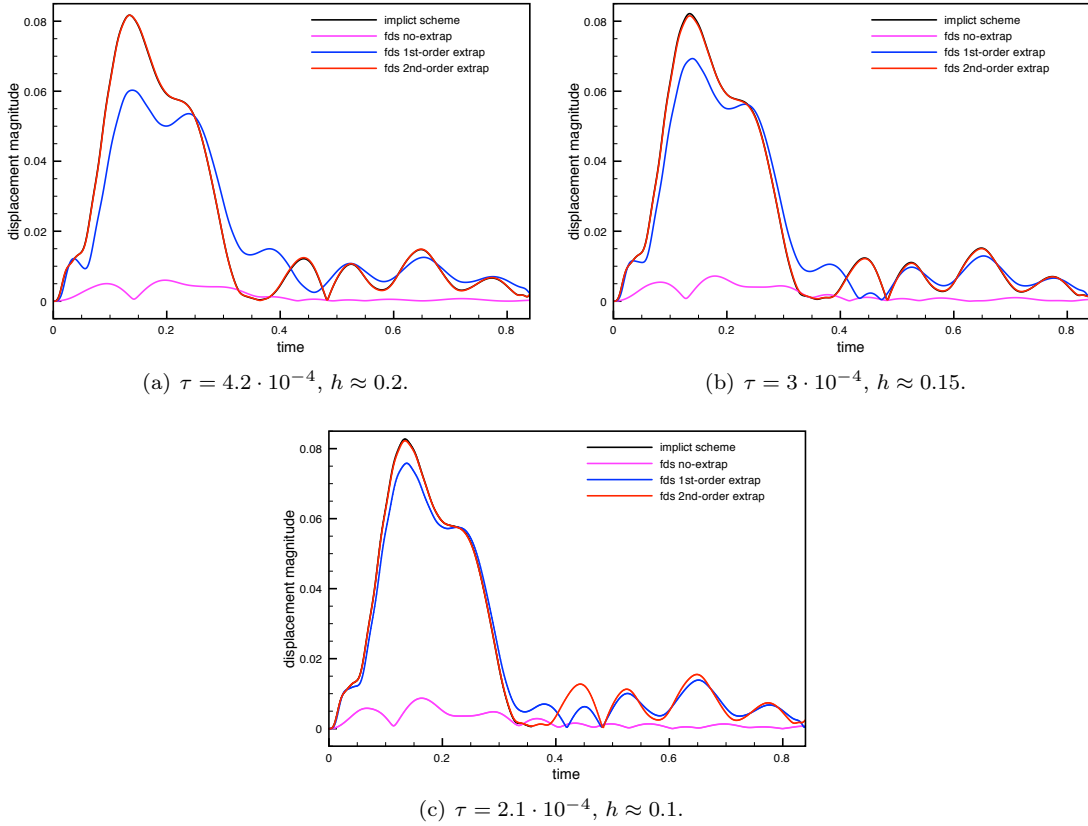 displacement magnitude
0.08
0.06
0.04
0.02
0
0
0.2
0.4
0.6
0.8
time
implict scheme
fds no-extrap
fds 1st-order extrap
fds 2nd-order extrap
(a) τ = 4.2 · 10⁻⁴, h ≈ 0.2.
displacement magnitude
0.08
0.06
0.04
0.02
0
0
0.2
0.4
0.6
0.8
time
implict scheme
fds no-extrap
fds 1st-order extrap
fds 2nd-order extrap
(b) τ = 3 · 10⁻⁴, h ≈ 0.15.
displacement magnitude
0.08
0.06
0.04
0.02
0
0
0.2
0.4
0.6
0.8
time
implict scheme
fds no-extrap
fds 1st-order extrap
fds 2nd-order extrap
(c) τ = 2.1 · 10⁻⁴, h ≈ 0.1.